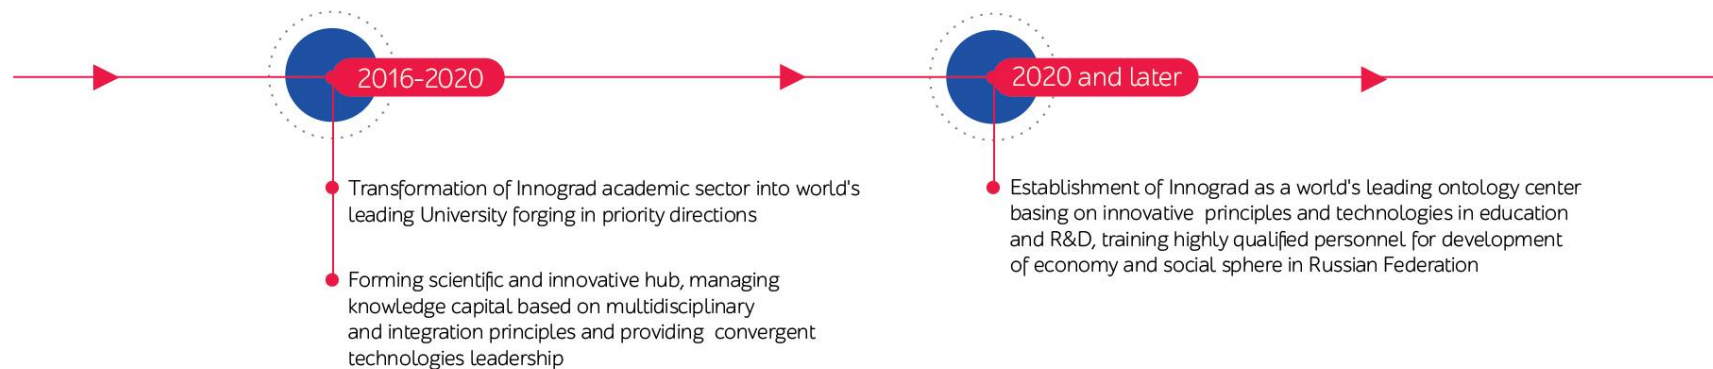 2016-2020
Transformation of Innograd academic sector into world's
leading University forging in priority directions
Forming scientific and innovative hub, managing
knowledge capital based on multidisciplinary
and integration principles and providing convergent
technologies leadership
2020 and later
Establishment of Innograd as a world's leading ontology center
basing on innovative principles and technologies in education
and R&D, training highly qualified personnel for development
of economy and social sphere in Russian Federation